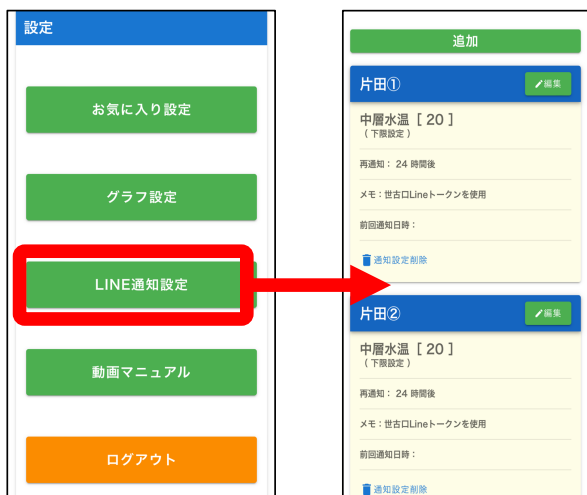 設定
お気に入り設定
グラフ設定
LINE通知設定
動画マニュアル
ログアウト
追加
片田①
編集
中層水温 [ 20 ]
( 下限設定 )
再通知： 24 時間後
メモ：世古口Lineトークンを使用
前回通知日時：
通知設定削除
片田②
編集
中層水温 [ 20 ]
( 下限設定 )
再通知： 24 時間後
メモ：世古口Lineトークンを使用
前回通知日時：
通知設定削除